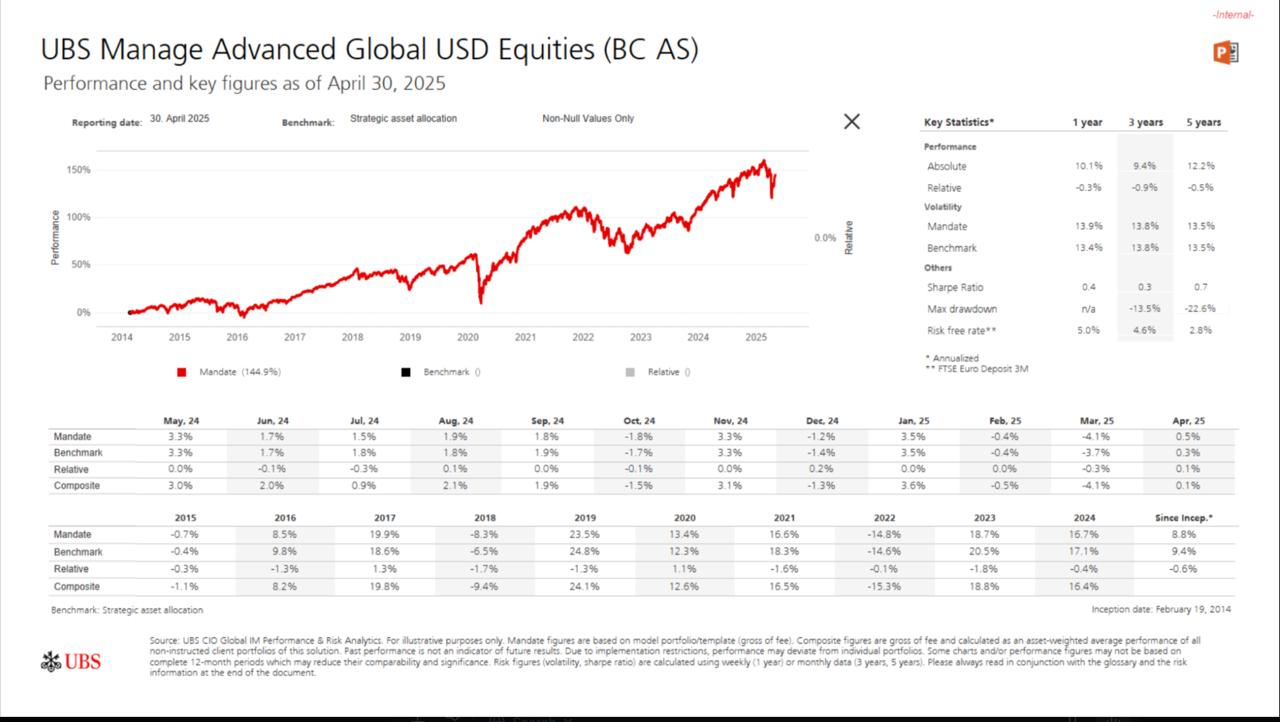 -Internal-
UBS Manage Advanced Global USD Equities (BC AS)
Performance and key figures as of April 30, 2025
Reporting date: 30. April 2025 Benchmark: Strategic asset allocation Non-Null Values Only
150%
100%
50%
0%
Performance
0.0%
Relative
2014 2015 2016 2017 2018 2019 2020 2021 2022 2023 2024 2025
Mandate (144.9%) Benchmark () Relative ()
Key Statistics* 1 year 3 years 5 years
Performance
Absolute 10.1% 9.4% 12.2%
Relative -0.3% -0.9% -0.5%
Volatility
Mandate 13.9% 13.8% 13.5%
Benchmark 13.4% 13.8% 13.5%
Others
Sharpe Ratio 0.4 0.3 0.7
Max drawdown n/a -13.5% -22.6%
Risk free rate** 5.0% 4.6% 2.8%
* Annualized
** FTSE Euro Deposit 3M
May, 24 Jun, 24 Jul, 24 Aug, 24 Sep, 24 Oct, 24 Nov, 24 Dec, 24 Jan, 25 Feb, 25 Mar, 25 Apr, 25
Mandate 3.3% 1.7% 1.5% 1.9% 1.8% -1.8% 3.3% -1.2% 3.5% -0.4% -4.1% 0.5%
Benchmark 3.3% 1.7% 1.8% 1.8% 1.9% -1.7% 3.3% -1.4% 3.5% -0.4% -3.7% 0.3%
Relative 0.0% -0.1% -0.3% 0.1% 0.0% -0.1% 0.0% 0.2% 0.0% 0.0% -0.3% 0.1%
Composite 3.0% 2.0% 0.9% 2.1% 1.9% -1.5% 3.1% -1.3% 3.6% -0.5% -4.1% 0.1%
2015 2016 2017 2018 2019 2020 2021 2022 2023 2024 Since Incep.*
Mandate -0.7% 8.5% 19.9% -8.3% 23.5% 13.4% 16.6% -14.8% 18.7% 16.7% 8.8%
Benchmark -0.4% 9.8% 18.6% -6.5% 24.8% 12.3% 18.3% -14.6% 20.5% 17.1% 9.4%
Relative -0.3% -1.3% 1.3% -1.7% -1.3% 1.1% -1.6% -0.1% -1.8% -0.4% -0.6%
Composite -1.1% 8.2% 19.8% -9.4% 24.1% 12.6% 16.5% -15.3% 18.8% 16.4%
Benchmark: Strategic asset allocation Inception date: February 19, 2014
UBS
Source: UBS CIO Global IM Performance & Risk Analytics. For illustrative purposes only. Mandate figures are based on model portfolio/template (gross of fee). Composite figures are gross of fee and calculated as an asset-weighted average performance of all
non-instructed client portfolios of this solution. Past performance is not an indicator of future results. Due to implementation restrictions, performance may deviate from individual portfolios. Some charts and/or performance figures may not be based on
complete 12-month periods which may reduce their comparability and significance. Risk figures (volatility, sharpe ratio) are calculated using weekly (1 year) or monthly data (3 years, 5 years). Please always read in conjunction with the glossary and the risk
information at the end of the document.